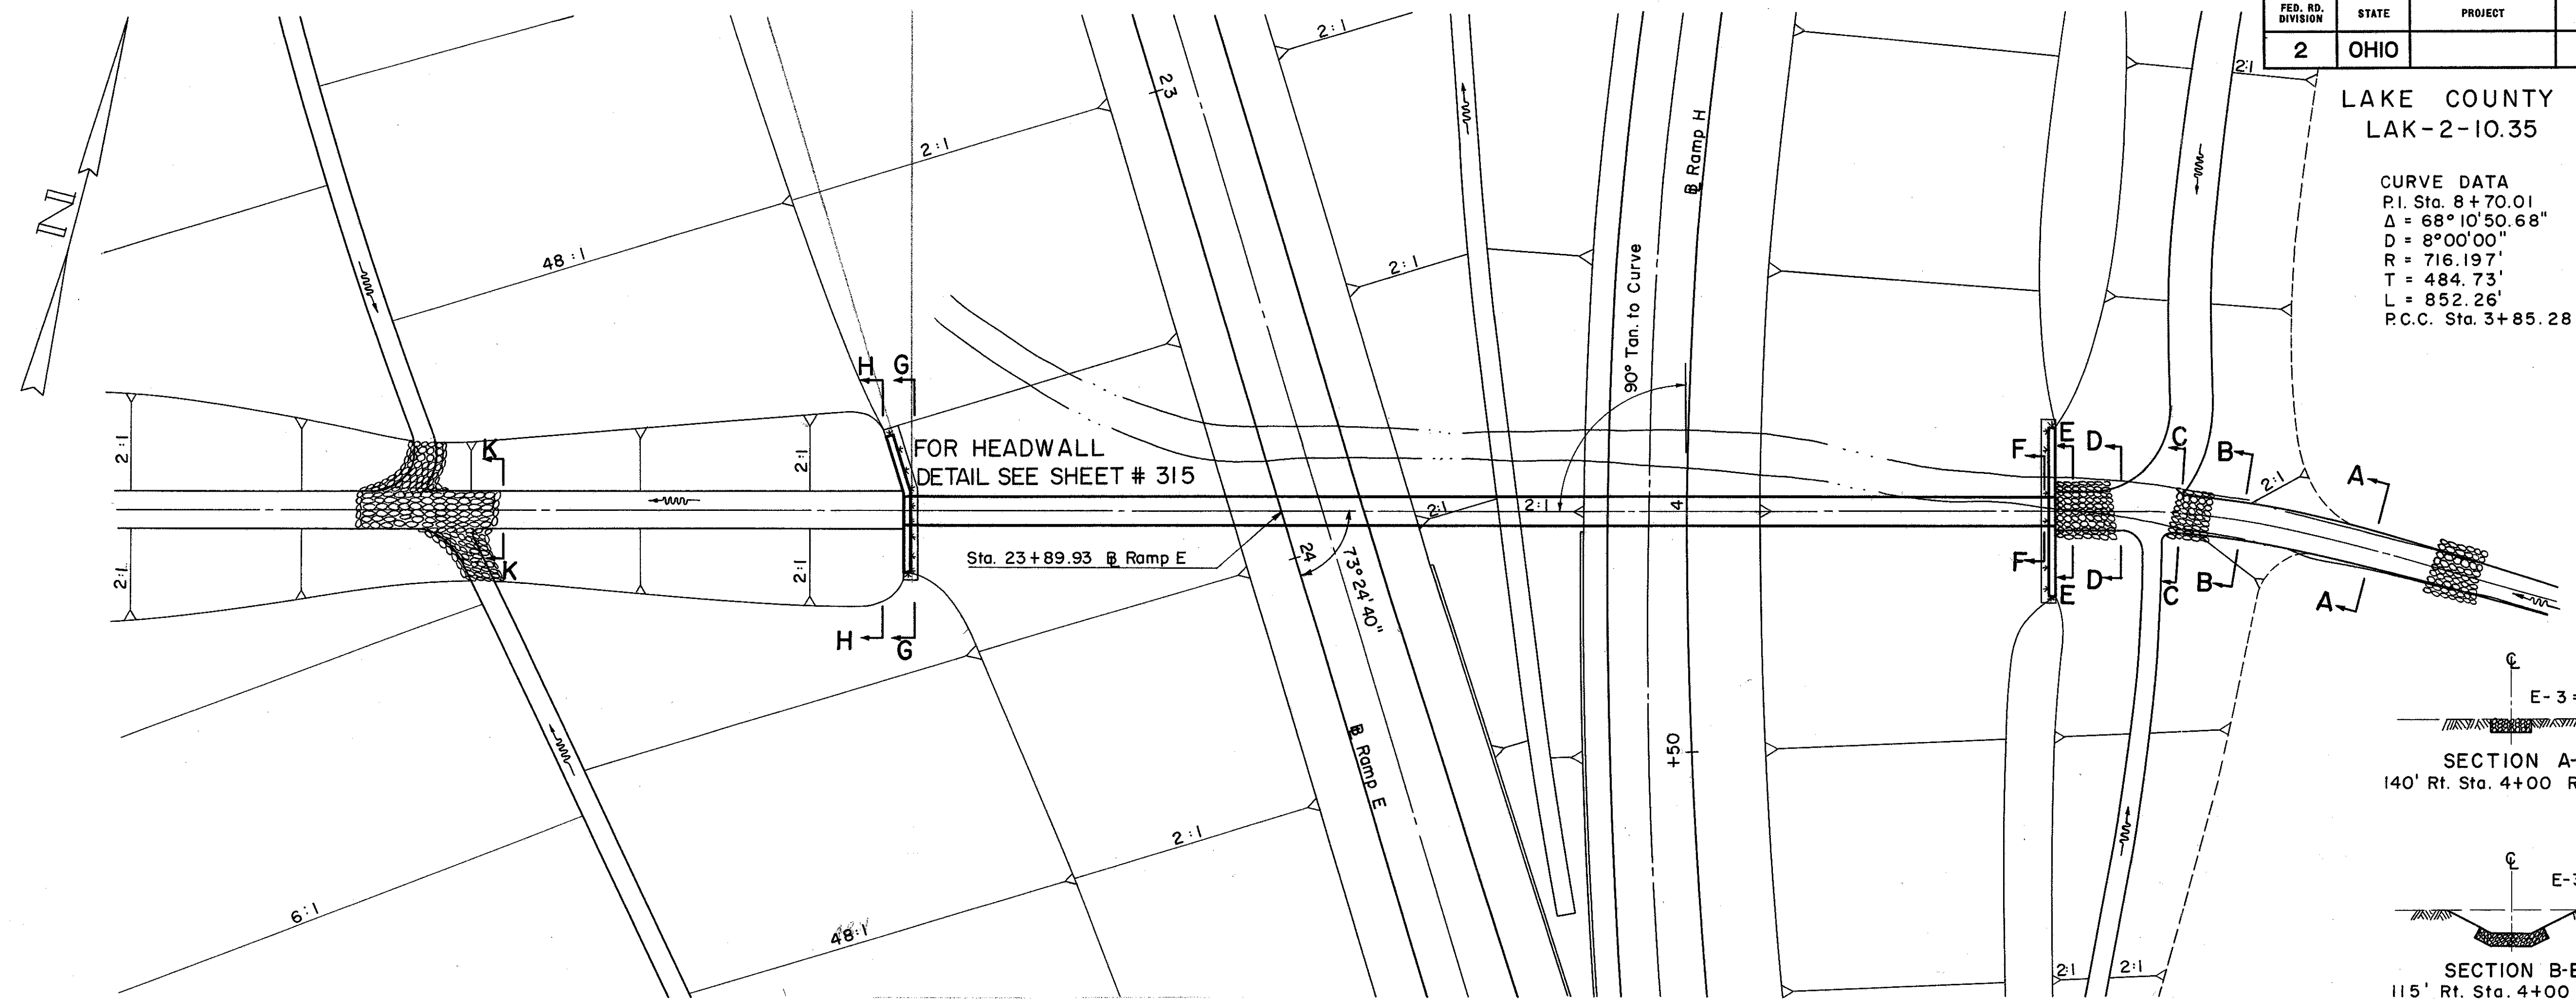 FED. RD. DIVISION STATE PROJECT
2 OHIO
LAKE COUNTY
LAK-2-10.35
CURVE DATA
P.I. Sta. 8+70.01
Δ = 68°10'50.68"
D = 8°00'00"
R = 716.197'
T = 484.73'
L = 852.26'
P.C.C. Sta. 3+85.28
N
2:1
2:1
23
℄ Ramp H
2:1
48:1
2:1
90° Tan. to Curve
H G
FOR HEADWALL
DETAIL SEE SHEET # 315
K
2:1
2:1
F E D C B A
2:1
2:1
2:1
4
Sta. 23+89.93 ℄ Ramp E
24
73°24'40"
2:1
2:1
K
F E D C B A
H G
℄ Ramp E
+50
℄
E-3 =
SECTION A-
140' Rt. Sta. 4+00 R
2:1
6:1
48:1
℄
E-3
2:1 2:1
SECTION B-B
115' Rt. Sta. 4+00